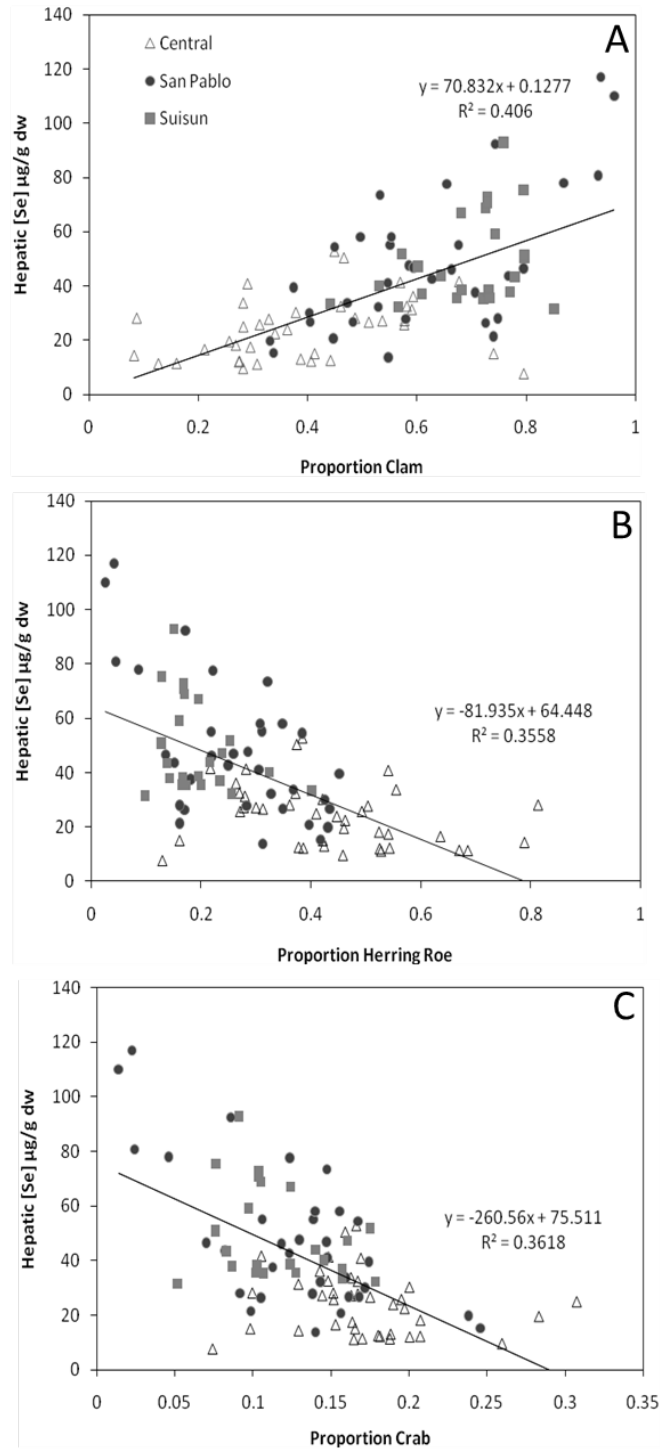 A
140
120
100
80
60
40
20
0
Hepatic [Se] µg/g dw
Central
San Pablo
Suisun
y = 70.832x + 0.1277
R² = 0.406
0 0.2 0.4 0.6 0.8 1
Proportion Clam
B
140
120
100
80
60
40
20
0
Hepatic [Se] µg/g dw
y = -81.935x + 64.448
R² = 0.3558
0 0.2 0.4 0.6 0.8 1
Proportion Herring Roe
C
140
120
100
80
60
40
20
0
Hepatic [Se] µg/g dw
y = -260.56x + 75.511
R² = 0.3618
0 0.05 0.1 0.15 0.2 0.25 0.3 0.35
Proportion Crab